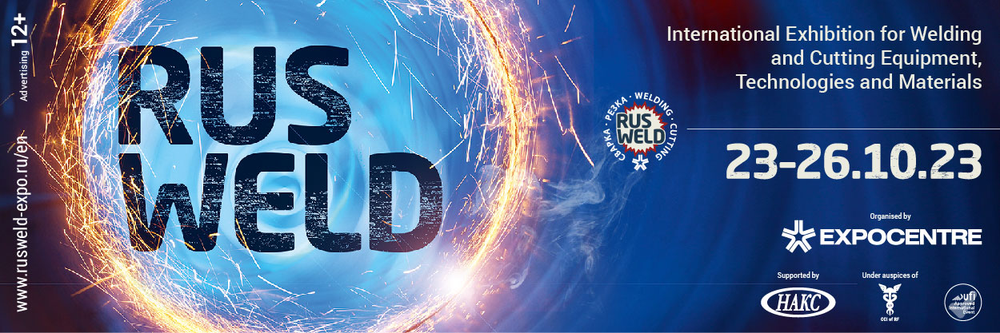 Advertising 12+
www.rusweld-expo.ru/en
RUS
WELD
International Exhibition for Welding
and Cutting Equipment,
Technologies and Materials
СВАРКА · РЕЗКА · WELDING · CUTTING
RUS
WELD
23-26.10.23
Organised by
EXPOCENTRE
Supported by
НАКС
Under auspices of
CCI of RF
ufi
Approved
International
Event